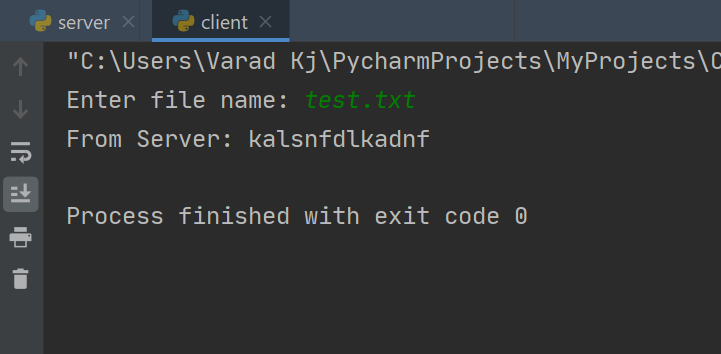 server
client
"C:\Users\Varad Kj\PycharmProjects\MyProjects\
Enter file name: test.txt
From Server: kalsnfdlkadnf
Process finished with exit code 0